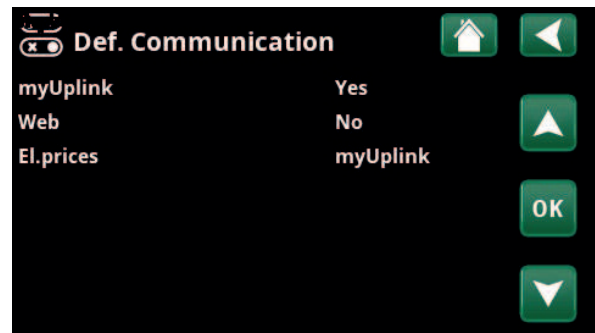 Def. Communication
myUplink Yes
Web No
El.prices myUplink
OK